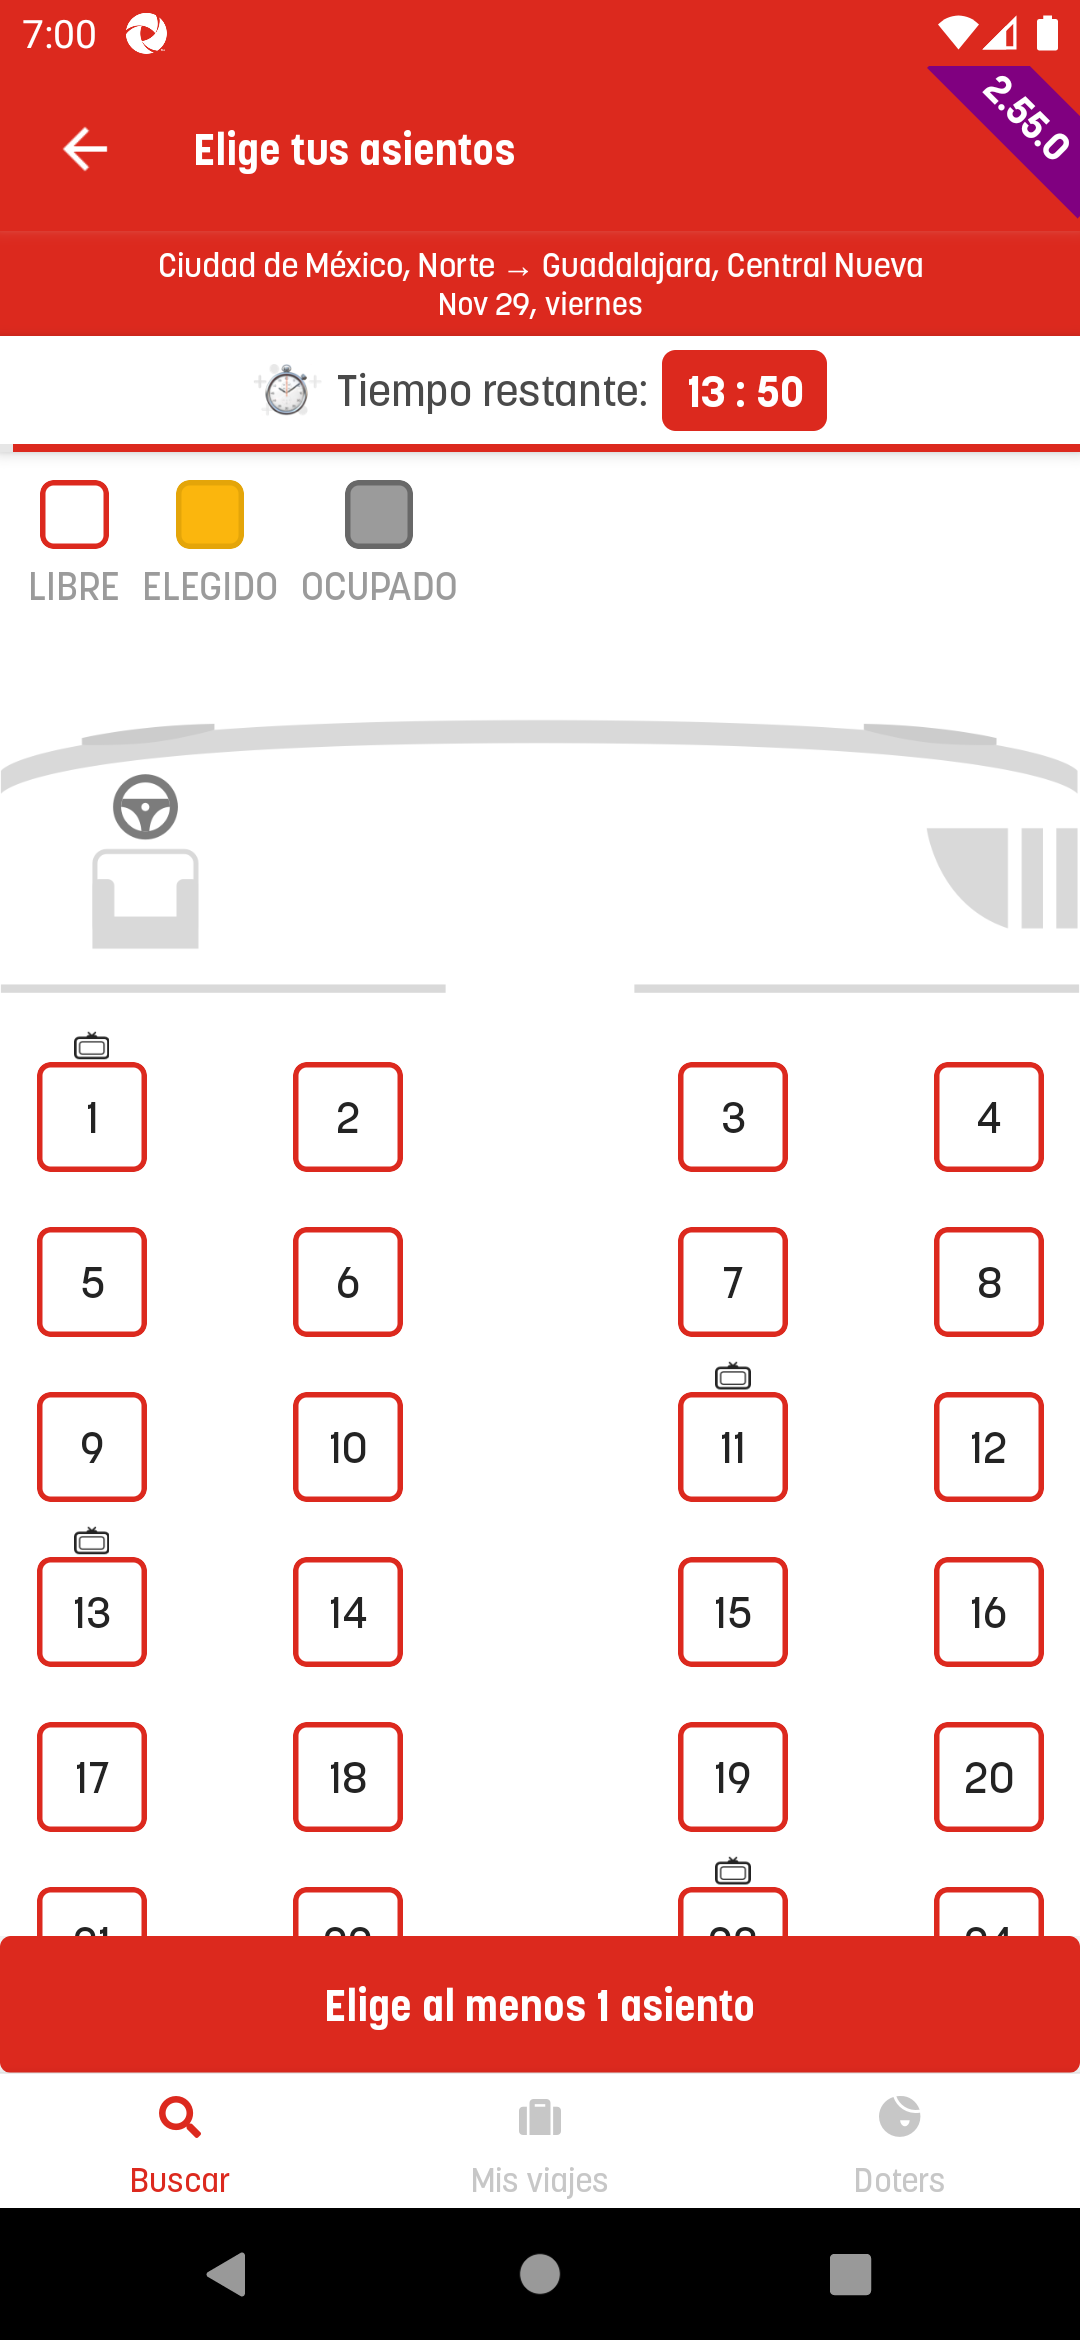 7:00
2.55.0
Elige tus asientos
Ciudad de México, Norte → Guadalajara, Central Nueva
Nov 29, viernes
Tiempo restante: 13 : 50
LIBRE ELEGIDO OCUPADO
1 2 3 4
5 6 7 8
9 10 11 12
13 14 15 16
17 18 19 20
Elige al menos 1 asiento
Buscar Mis viajes Doters